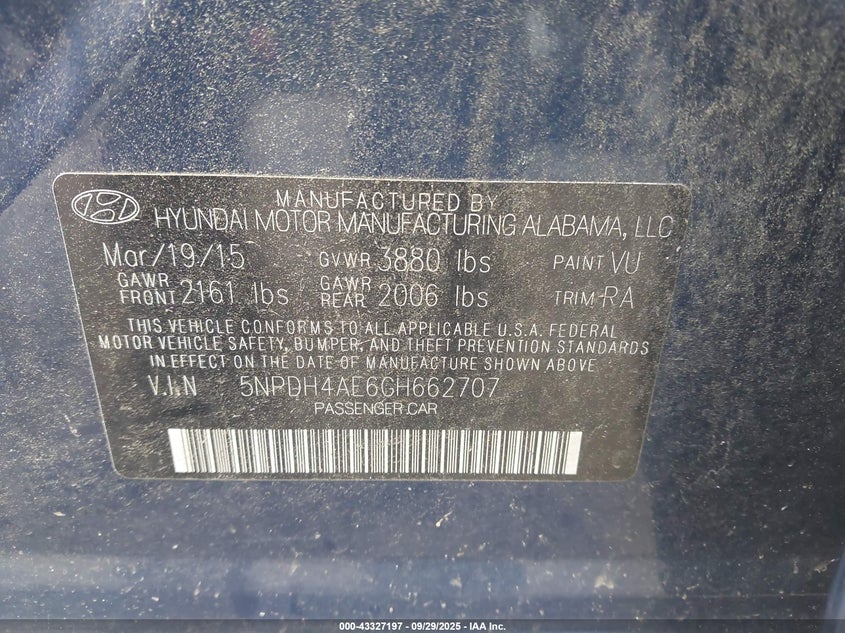 MANUFACTURED BY
HYUNDAI MOTOR MANUFACTURING ALABAMA, LLC
Mar/19/15 GVWR 3880 lbs PAINT VU
GAWR FRONT 2161 lbs GAWR REAR 2006 lbs TRIM RA
THIS VEHICLE CONFORMS TO ALL APPLICABLE U.S.A. FEDERAL
MOTOR VEHICLE SAFETY, BUMPER, AND THEFT PREVENTION STANDARDS
IN EFFECT ON THE DATE OF MANUFACTURE SHOWN ABOVE
V.I.N 5NPDH4AE6GH662707
PASSENGER CAR
000-43327197 - 09/29/2025 - IAA Inc.